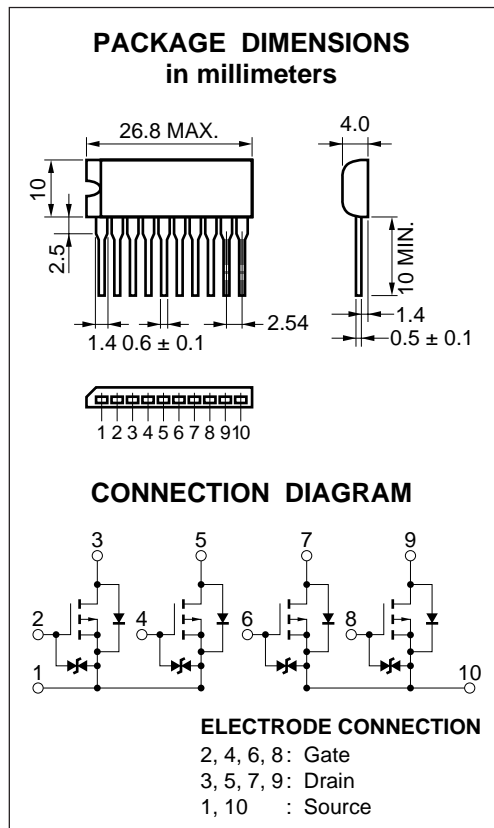 PACKAGE DIMENSIONS
in millimeters
26.8 MAX.
4.0
10
2.5
10 MIN.
2.54
1.4
1.4 0.6 ± 0.1
0.5 ± 0.1
1 2 3 4 5 6 7 8 9 10
CONNECTION DIAGRAM
3 5 7 9
2 4 6 8
1 10
ELECTRODE CONNECTION
2, 4, 6, 8 : Gate
3, 5, 7, 9 : Drain
1, 10 : Source